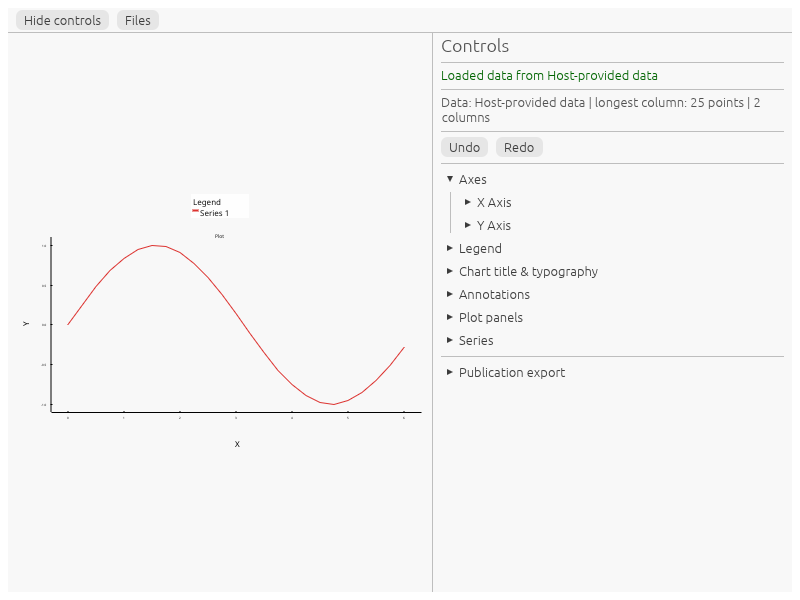 Hide controls Files
Controls
Loaded data from Host-provided data
Data: Host-provided data | longest column: 25 points | 2
columns
Undo Redo
Axes
X Axis
Y Axis
Legend
Chart title & typography
Annotations
Plot panels
Series
Publication export
Legend
Series 1
Plot
Y
X